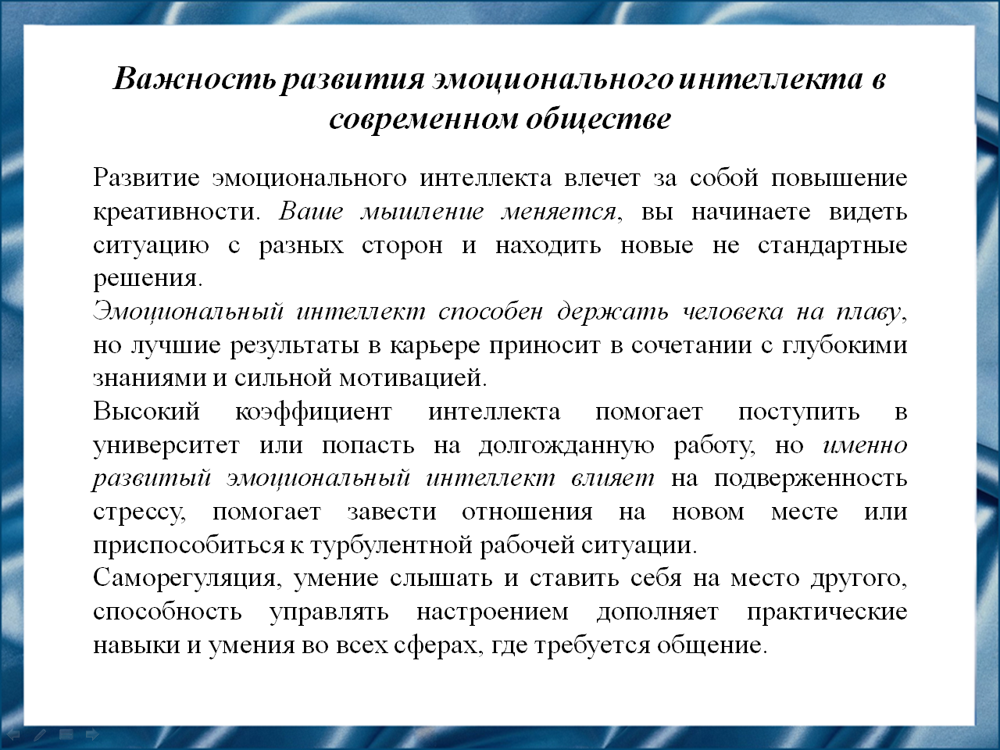 Важность развития эмоционального интеллекта в
современном обществе
Развитие эмоционального интеллекта влечет за собой повышение
креативности. Ваше мышление меняется, вы начинаете видеть
ситуацию с разных сторон и находить новые не стандартные
решения.
Эмоциональный интеллект способен держать человека на плаву,
но лучшие результаты в карьере приносит в сочетании с глубокими
знаниями и сильной мотивацией.
Высокий коэффициент интеллекта помогает поступить в
университет или попасть на долгожданную работу, но именно
развитый эмоциональный интеллект влияет на подверженность
стрессу, помогает завести отношения на новом месте или
приспособиться к турбулентной рабочей ситуации.
Саморегуляция, умение слышать и ставить себя на место другого,
способность управлять настроением дополняет практические
навыки и умения во всех сферах, где требуется общение.